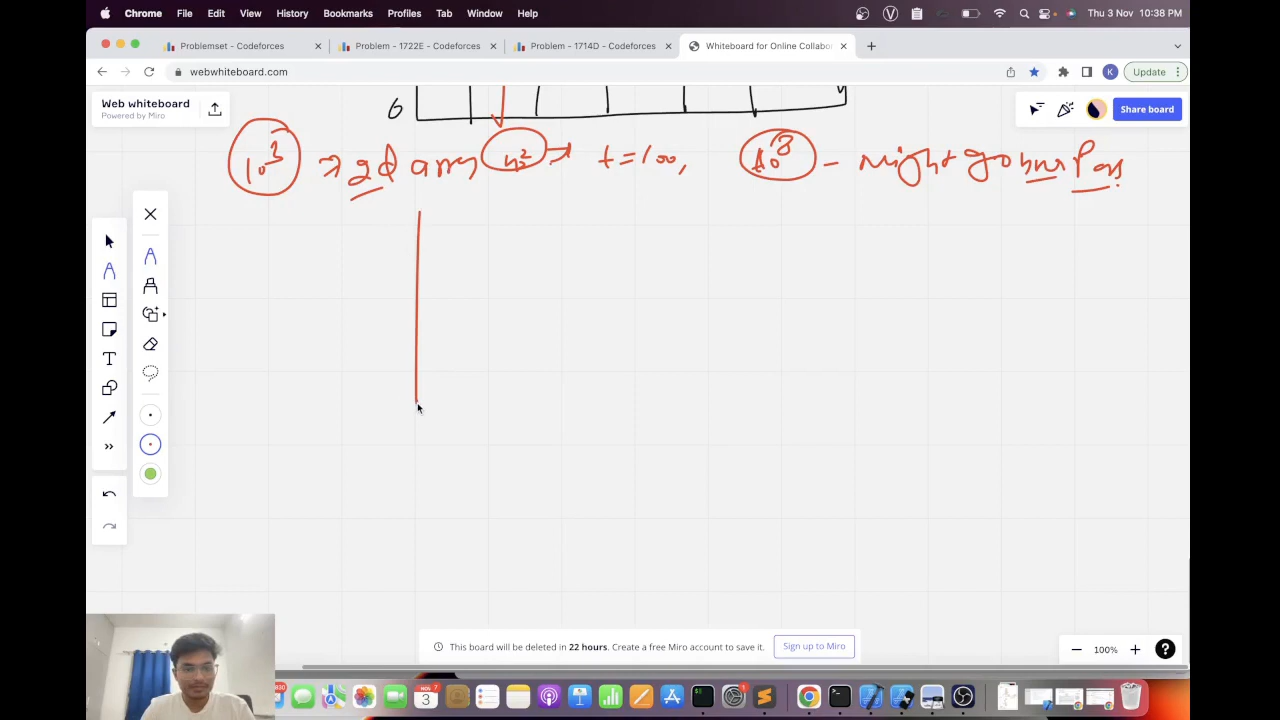 Chrome File Edit View History Bookmarks Profiles Tab Window Help Thu 3 Nov 10:38 PM
Problemset - Codeforces Problem - 1722E - Codeforces Problem - 1714D - Codeforces Whiteboard for Online Collabo
webwhiteboard.com K Update
Web whiteboard
Powered by Miro
Share board
6
10^3 → 2d array n^2 → t=100, 10^8 - might go
T
This board will be deleted in 22 hours. Create a free Miro account to save it. Sign up to Miro
100%
NOV
3